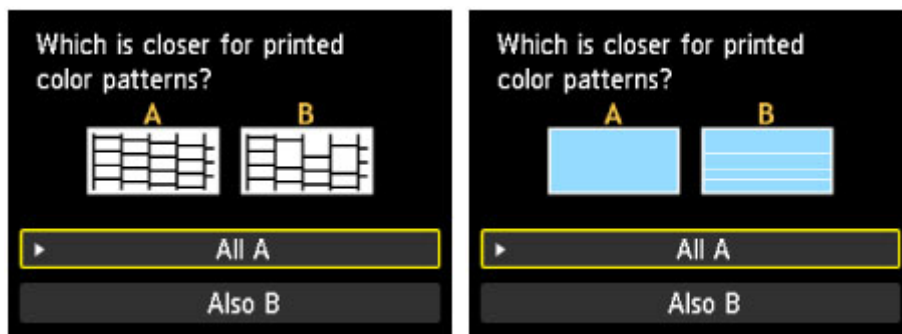 Which is closer for printed
color patterns?
A B
All A
Also B
Which is closer for printed
color patterns?
A B
All A
Also B